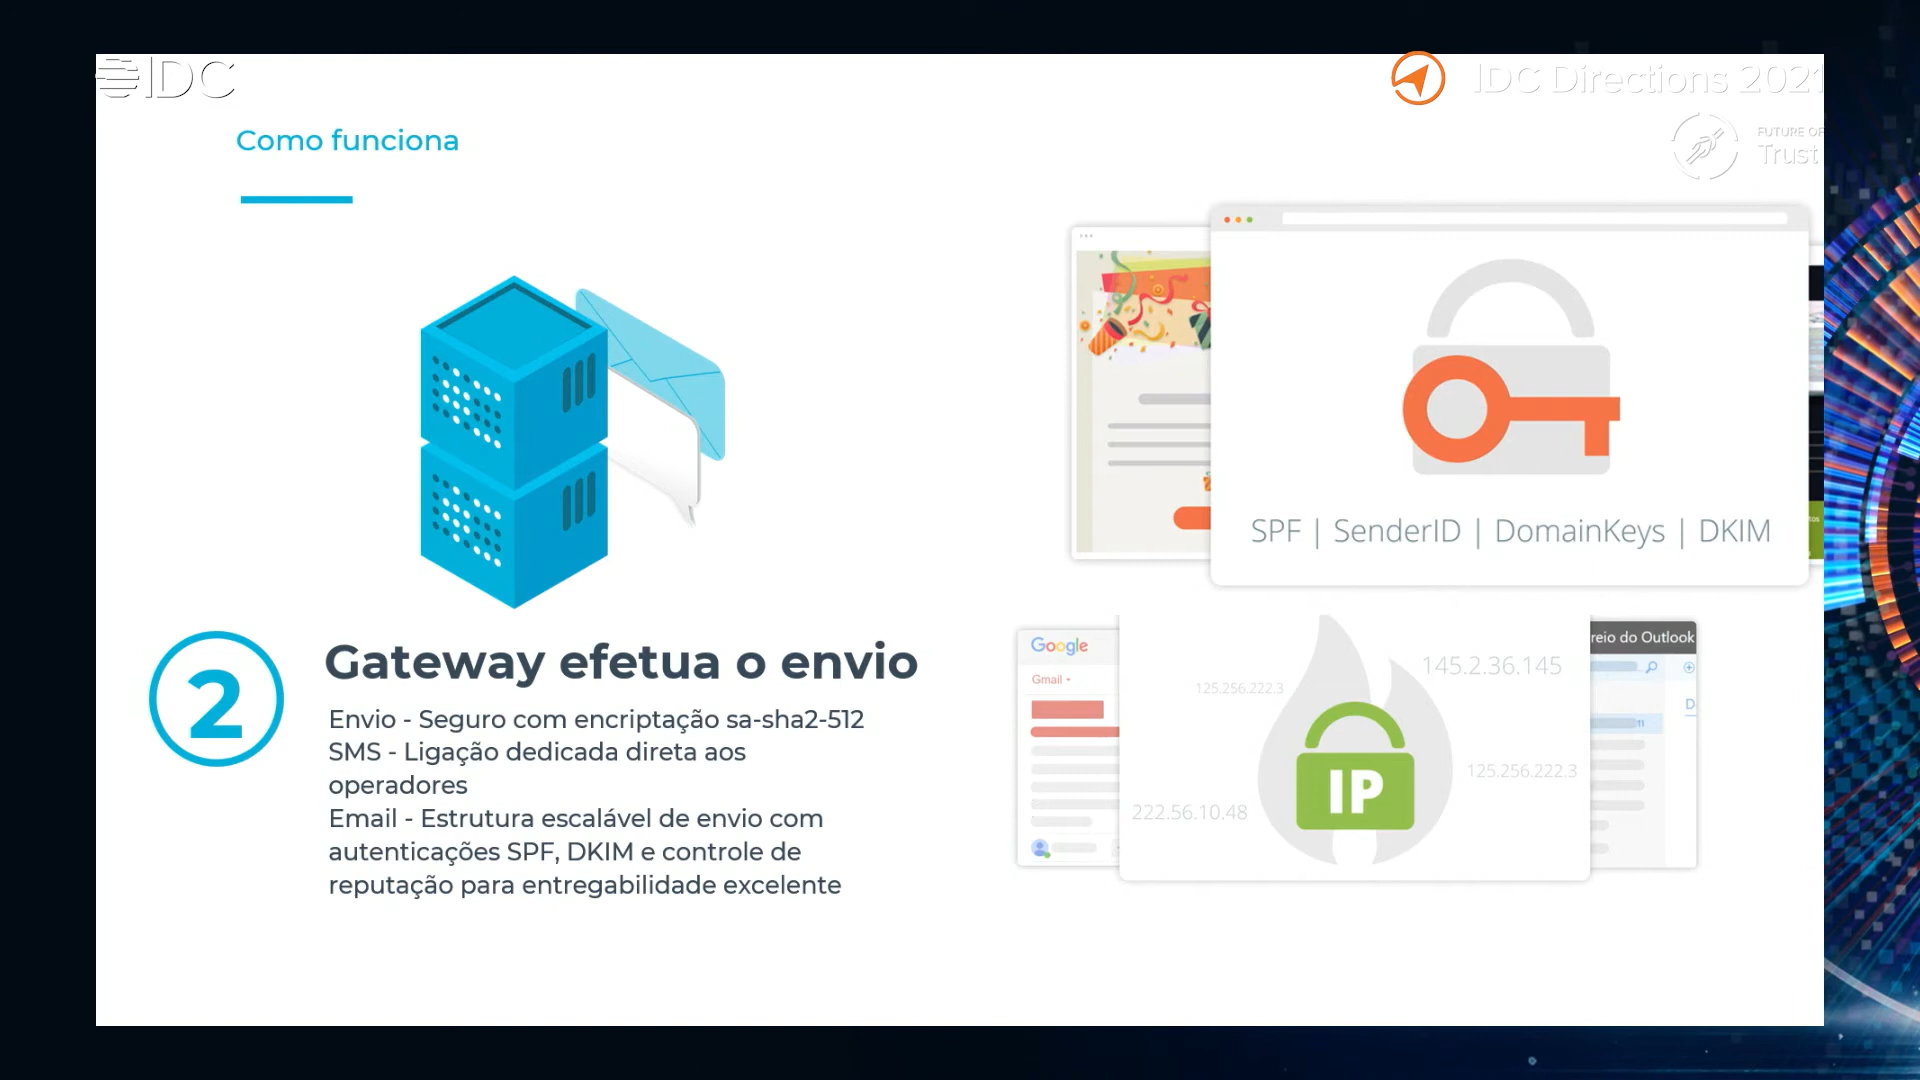 IDC
IDC Directions 2021
FUTURE OF
Trust
Como funciona
SPF | SenderID | DomainKeys | DKIM
2
Gateway efetua o envio
Envio - Seguro com encriptação sa-sha2-512
SMS - Ligação dedicada direta aos
operadores
Email - Estrutura escalável de envio com
autenticações SPF, DKIM e controle de
reputação para entregabilidade excelente
Google
Gmail
145.2.36.145
125.256.222.3
IP
125.256.222.3
222.56.10.48
reio do Outlook